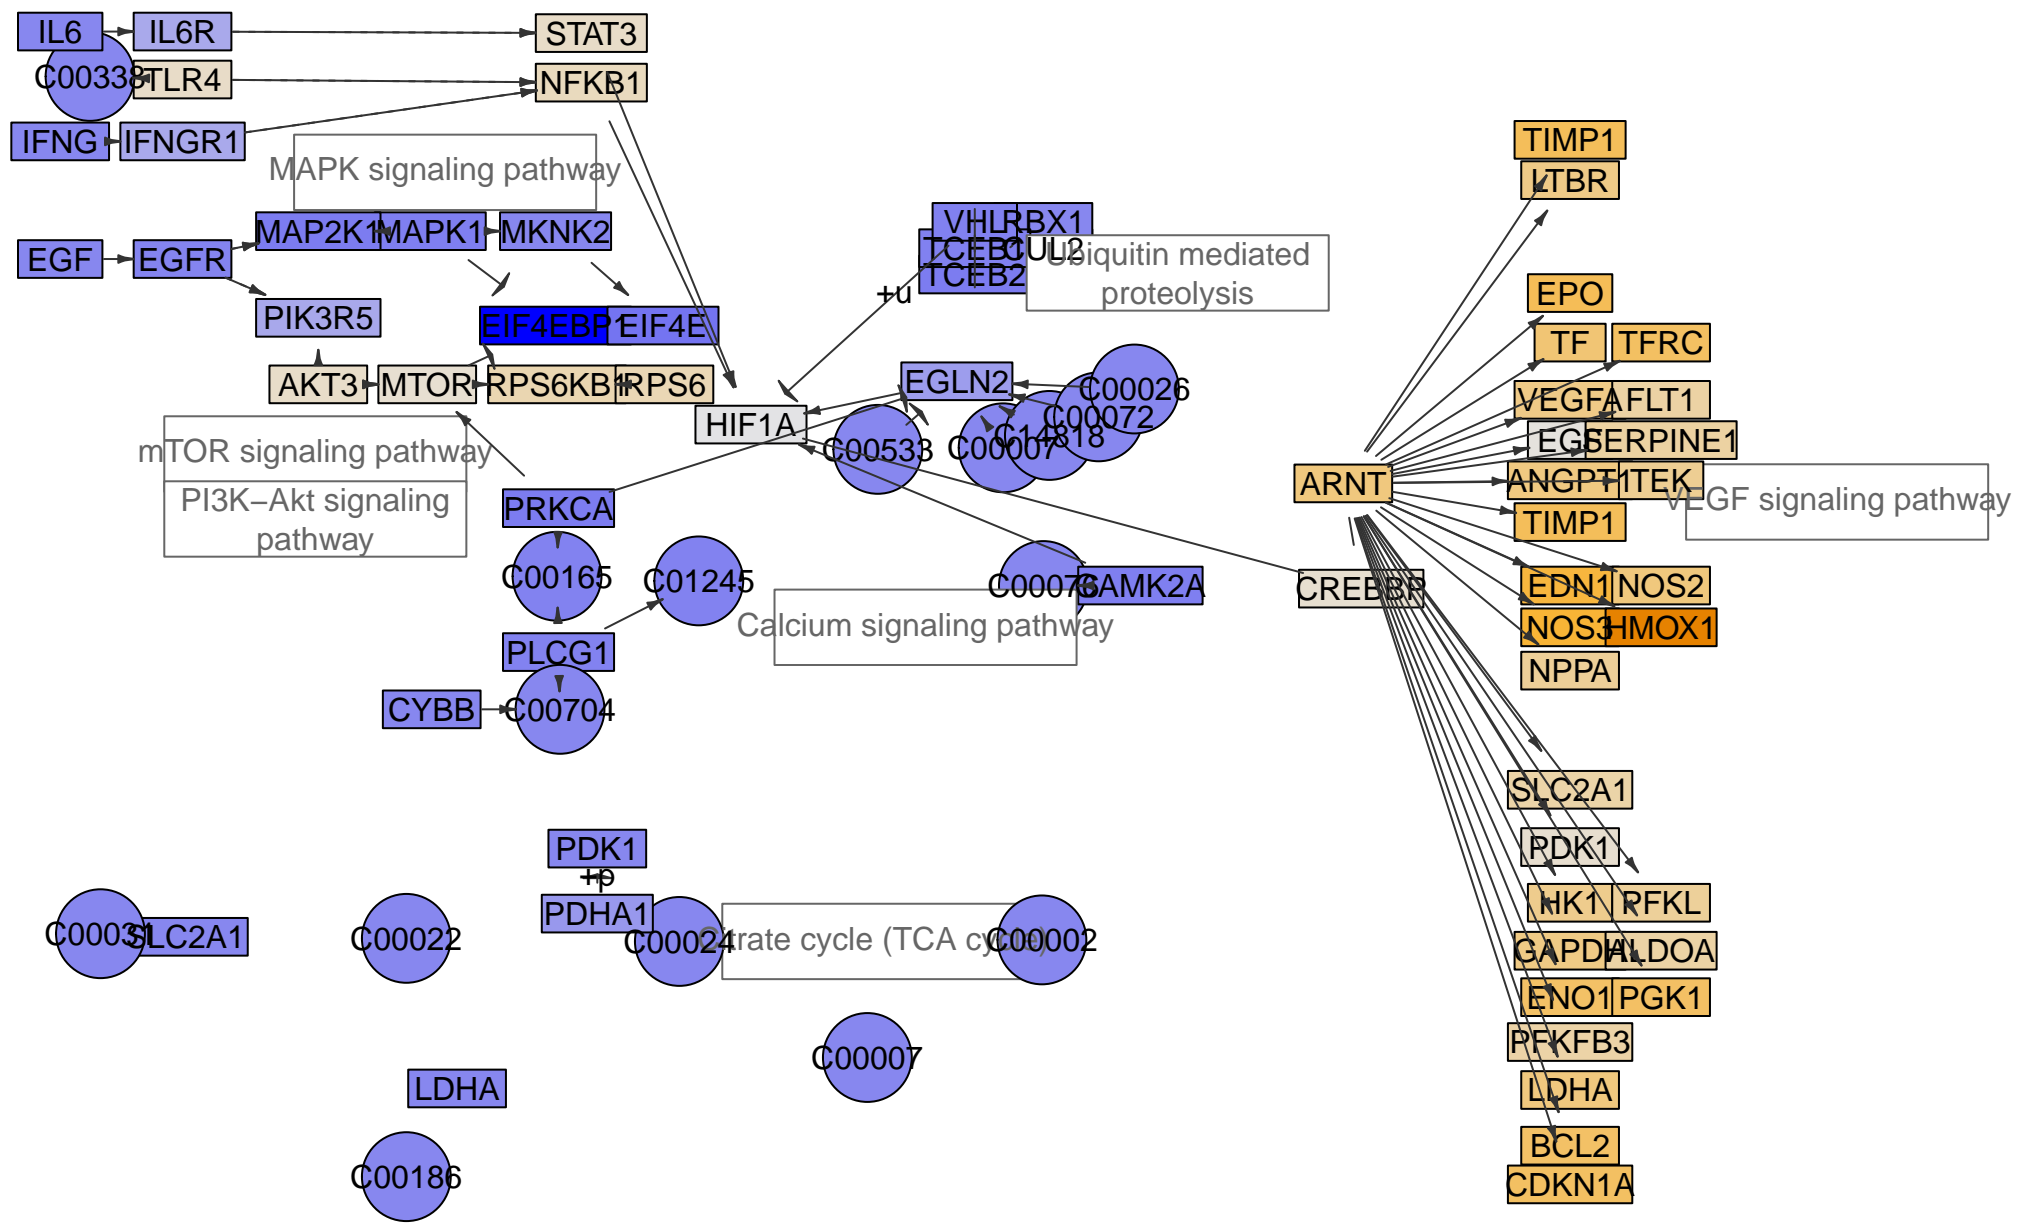 IL6
IL6R
STAT3
C00338
TLR4
NFKB1
IFNG
IFNGR1
MAPK signaling pathway
MAP2K1
MAPK1
MKNK2
EGF
EGFR
PIK3R5
EIF4EBP1
EIF4E
AKT3
MTOR
RPS6KB1
RPS6
mTOR signaling pathway
PI3K–Akt signaling
pathway
VHL
RBX1
TCEB1
CUL2
TCEB2
Ubiquitin mediated
proteolysis
+u
EGLN2
HIF1A
C00533
C00007
C14818
C00072
C00026
PRKCA
C00165
C01245
PLCG1
CYBB
C00704
C00076
CAMK2A
Calcium signaling pathway
CREBBP
ARNT
TIMP1
LTBR
EPO
TF
TFRC
VEGFA
FLT1
EGF
SERPINE1
ANGPT1
TEK
VEGF signaling pathway
TIMP1
EDN1
NOS2
NOS3
HMOX1
NPPA
SLC2A1
PDK1
HK1
PFKL
GAPDH
ALDOA
ENO1
PGK1
PFKFB3
LDHA
BCL2
CDKN1A
PDK1
+p
PDHA1
C00031
SLC2A1
C00022
C00024
Citrate cycle (TCA cycle)
C00002
C00007
LDHA
C00186